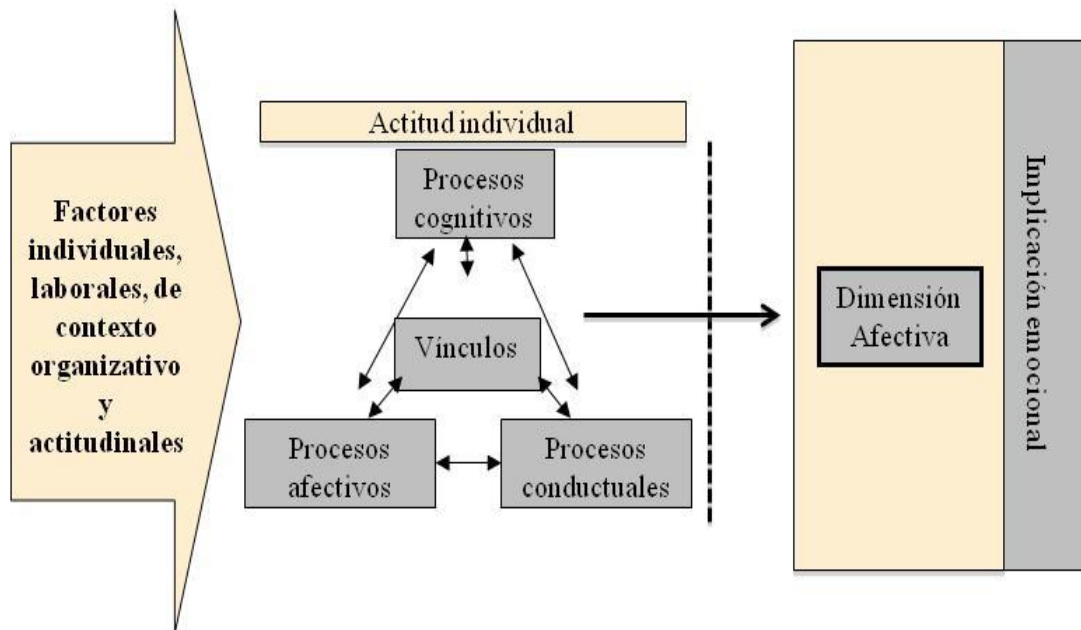 Factores
individuales,
laborales, de
contexto
organizativo
y
actitudinales
Actitud individual
Procesos
cognitivos
Vínculos
Procesos
afectivos
Procesos
conductuales
Dimensión
Afectiva
Implicación emocional